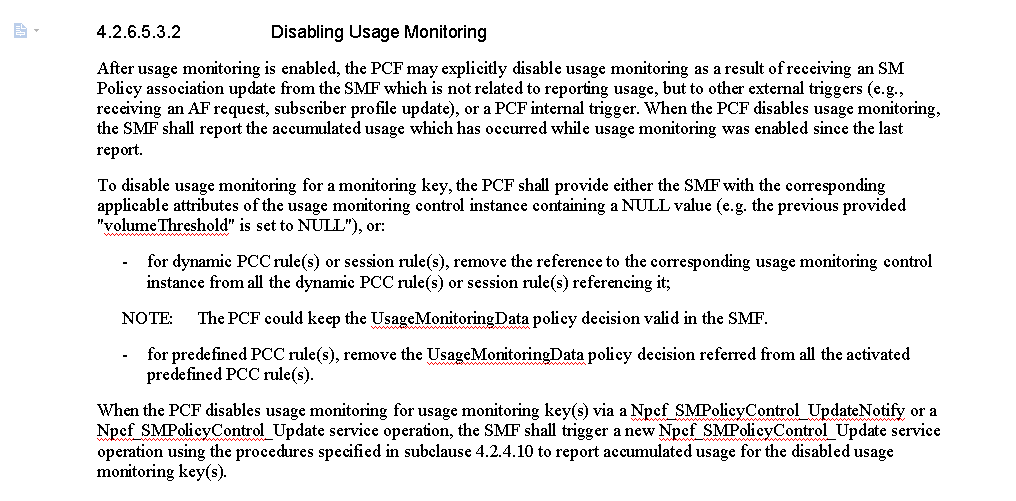 4.2.6.5.3.2 Disabling Usage Monitoring
After usage monitoring is enabled, the PCF may explicitly disable usage monitoring as a result of receiving an SM
Policy association update from the SMF which is not related to reporting usage, but to other external triggers (e.g.,
receiving an AF request, subscriber profile update), or a PCF internal trigger. When the PCF disables usage monitoring,
the SMF shall report the accumulated usage which has occurred while usage monitoring was enabled since the last
report.
To disable usage monitoring for a monitoring key, the PCF shall provide either the SMF with the corresponding
applicable attributes of the usage monitoring control instance containing a NULL value (e.g. the previous provided
"volumeThreshold" is set to NULL"), or:
- for dynamic PCC rule(s) or session rule(s), remove the reference to the corresponding usage monitoring control
instance from all the dynamic PCC rule(s) or session rule(s) referencing it;
NOTE: The PCF could keep the UsageMonitoringData policy decision valid in the SMF.
- for predefined PCC rule(s), remove the UsageMonitoringData policy decision referred from all the activated
predefined PCC rule(s).
When the PCF disables usage monitoring for usage monitoring key(s) via a Npcf_SMPolicyControl_UpdateNotify or a
Npcf_SMPolicyControl_Update service operation, the SMF shall trigger a new Npcf_SMPolicyControl_Update service
operation using the procedures specified in subclause 4.2.4.10 to report accumulated usage for the disabled usage
monitoring key(s).